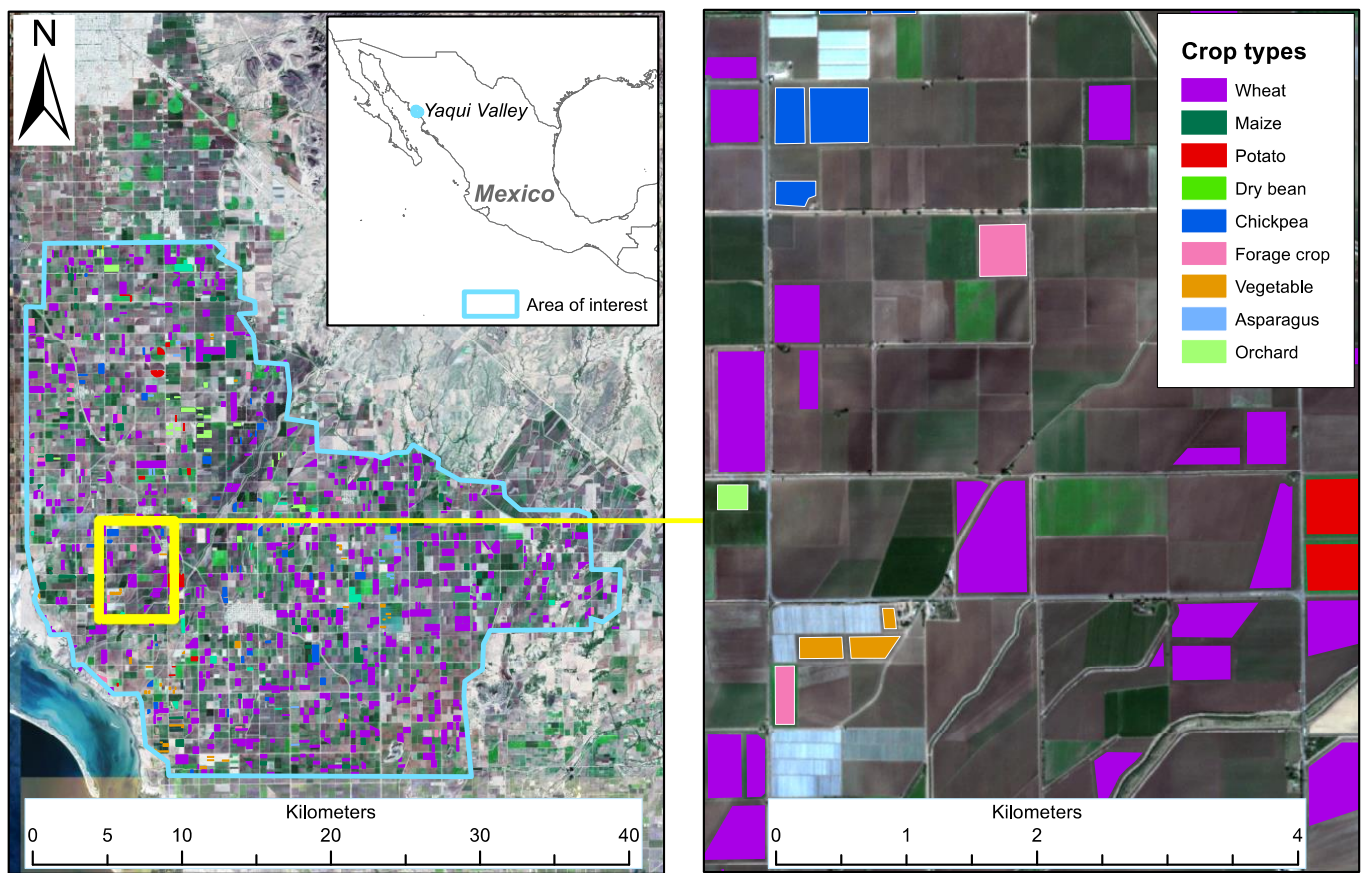 N
Yaqui Valley
Mexico
Area of interest
Kilometers
0 5 10 20 30 40
Crop types
Wheat
Maize
Potato
Dry bean
Chickpea
Forage crop
Vegetable
Asparagus
Orchard
Kilometers
0 1 2 4